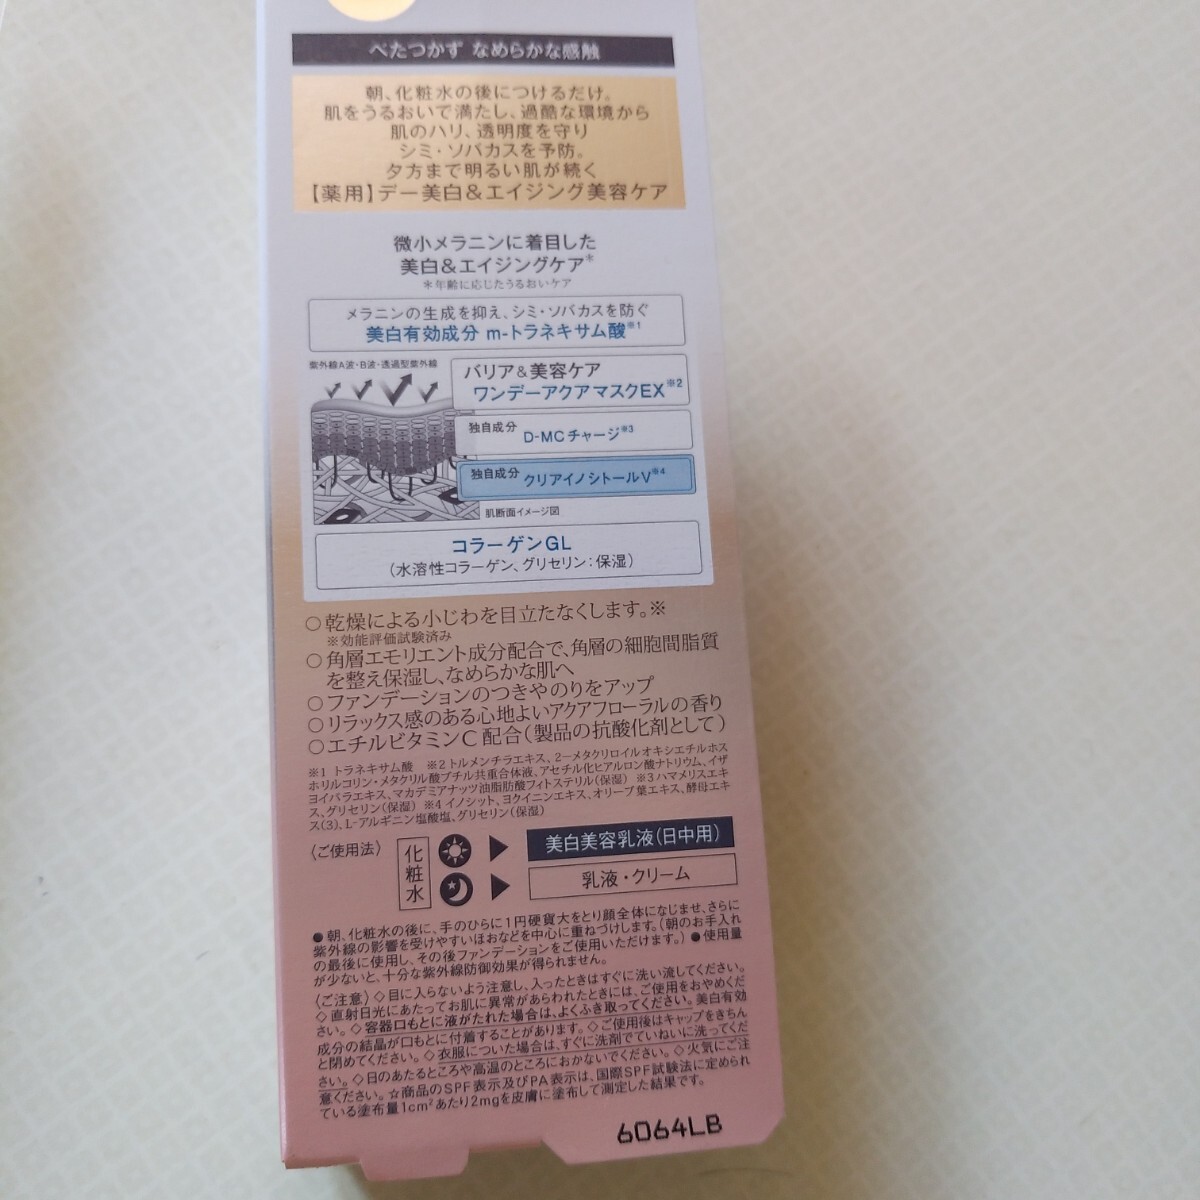 べたつかず なめらかな感触
朝、化粧水の後につけるだけ。
肌をうるおいで満たし、過酷な環境から
肌のハリ、透明度を守り
シミ・ソバカスを予防。
夕方まで明るい肌が続く
【薬用】デー美白&エイジング美容ケア
微小メラニンに着目した
美白&エイジングケア*
*年齢に応じたうるおいケア
メラニンの生成を抑え、シミ・ソバカスを防ぐ
美白有効成分 m-トラネキサム酸※1
紫外線A波・B波・透過型紫外線
バリア&美容ケア
ワンデーアクアマスクEX※2
独自成分 D-MCチャージ※3
独自成分 クリアイノシトールV※4
肌断面イメージ図
コラーゲンGL
(水溶性コラーゲン、グリセリン:保湿)
○乾燥による小じわを目立たなくします。※
※効能評価試験済み
○角層エモリエント成分配合で、角層の細胞間脂質
を整え保湿し、なめらかな肌へ
○ファンデーションのつきやのりをアップ
○リラックス感のある心地よいアクアフローラルの香り
○エチルビタミンC配合(製品の抗酸化剤として)
※1 トラネキサム酸 ※2トルメンチラエキス、2-メタクリロイルオキシエチルホス
ホリルコリン・メタクリル酸ブチル共重合体液、アセチル化ヒアルロン酸ナトリウム、イザ
ヨイバラエキス、マカデミアナッツ油脂肪酸フィトステリル(保湿) ※3ハマメリスエキ
ス、グリセリン(保湿) ※4 イノシット、ヨクイニンエキス、オリーブ葉エキス、酵母エキ
ス(3)、L-アルギニン塩酸塩、グリセリン(保湿)
〈ご使用法〉
化粧水
美白美容乳液(日中用)
乳液・クリーム
●朝、化粧水の後に、手のひらに1円硬貨大をとり顔全体になじませ、さらに
紫外線の影響を受けやすいほおなどを中心に重ねづけします。(朝のお手入れ
の最後に使用し、その後ファンデーションをご使用いただけます。)●使用量
が少ないと、十分な紫外線防御効果が得られません。
〈ご注意〉◇目に入らないよう注意し、入ったときはすぐに洗い流してください。
◇直射日光にあたってお肌に異常があらわれたときには、ご使用をおやめくだ
さい。◇容器口もとに液がたれた場合は、よくふき取ってください。美白有効
成分の結晶が口もとに付着することがあります。◇ご使用後はキャップをきちん
と閉めてください。◇衣服についた場合は、すぐに洗剤でていねいに洗ってくだ
さい。◇日のあたるところや高温のところにおかないでください。◇火気にご注
意ください。☆商品のSPF表示及びPA表示は、国際SPF試験法に定められ
ている塗布量1cm²あたり2mgを皮膚に塗布して測定した結果です。
6064LB